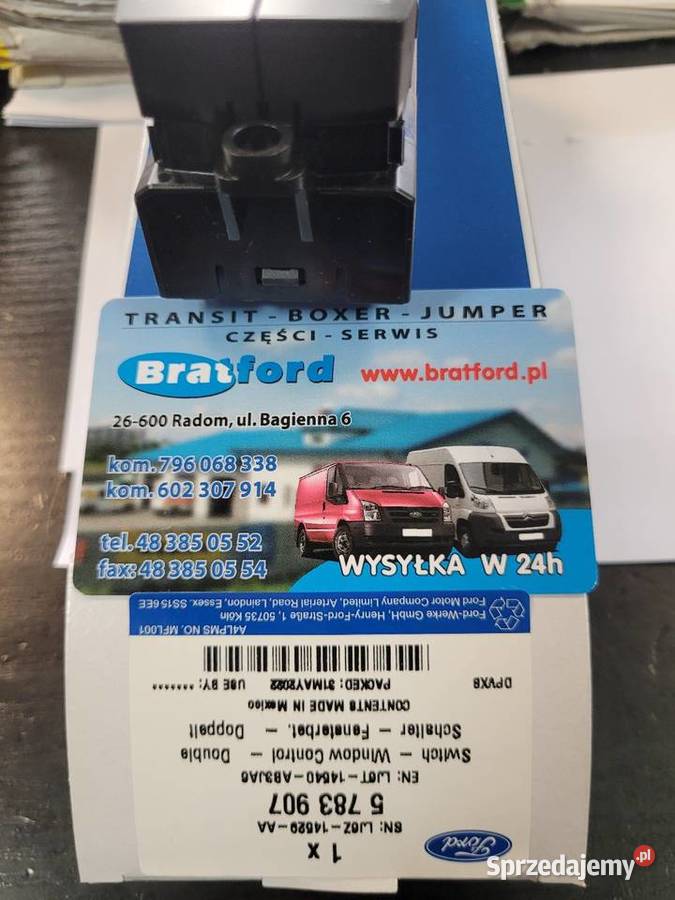 TRANSIT - BOXER - JUMPER
CZĘŚCI - SERWIS
Bratford
www.bratford.pl
26-600 Radom, ul. Bagienna 6
kom. 796 068 338
kom. 602 307 914
tel. 48 385 05 52
fax: 48 385 05 54
WYSYŁKA W 24h
Ford
1 x
SN: LJ6Z-14529-AA
5 783 907
EN: LJ6T-14540-AB3JA6
Switch - Window Control - Double
Schalter - Fensterbet. - Doppelt
CONTENTS MADE IN Mexico
DPVXB
PACKED: 31MAY2022
USE BY: *******
A4LPMS NO. MFL001
Ford Motor Company Limited, Arterial Road, Laindon, Essex. SS15 6EE
Ford-Werke GmbH, Henry-Ford-Straße 1, 50735 Köln
Sprzedajemy.pl